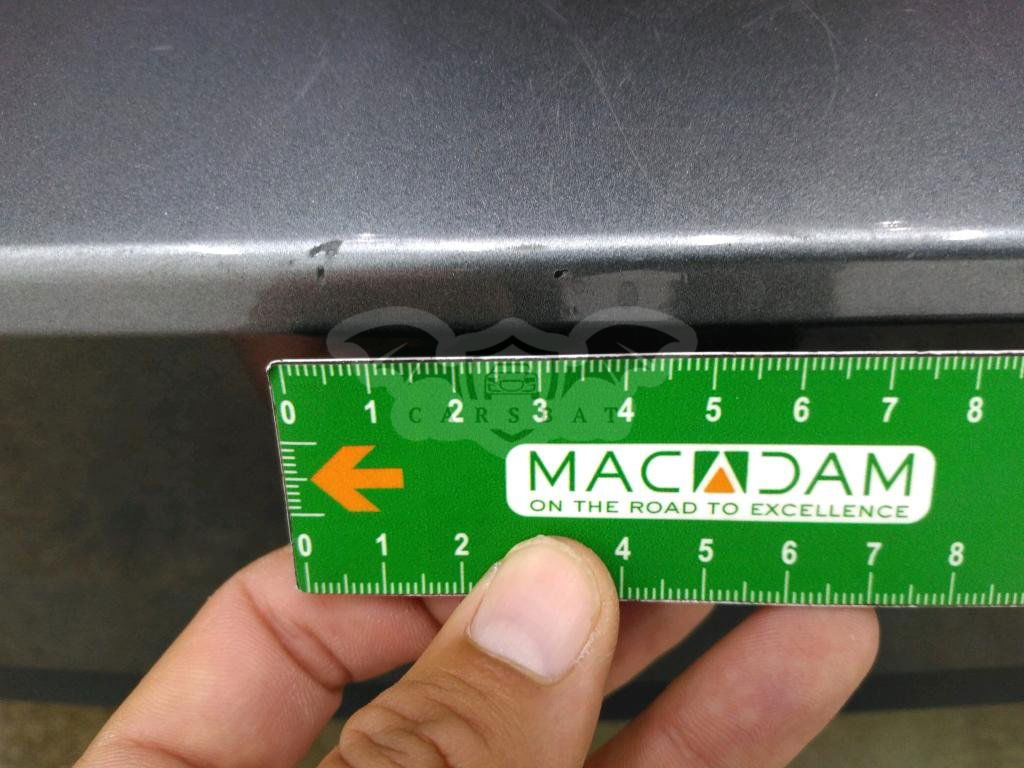 0 1 2 3 4 5 6 7 8
CARSBAT
MACADAM
ON THE ROAD TO EXCELLENCE
0 1 2 4 5 6 7 8